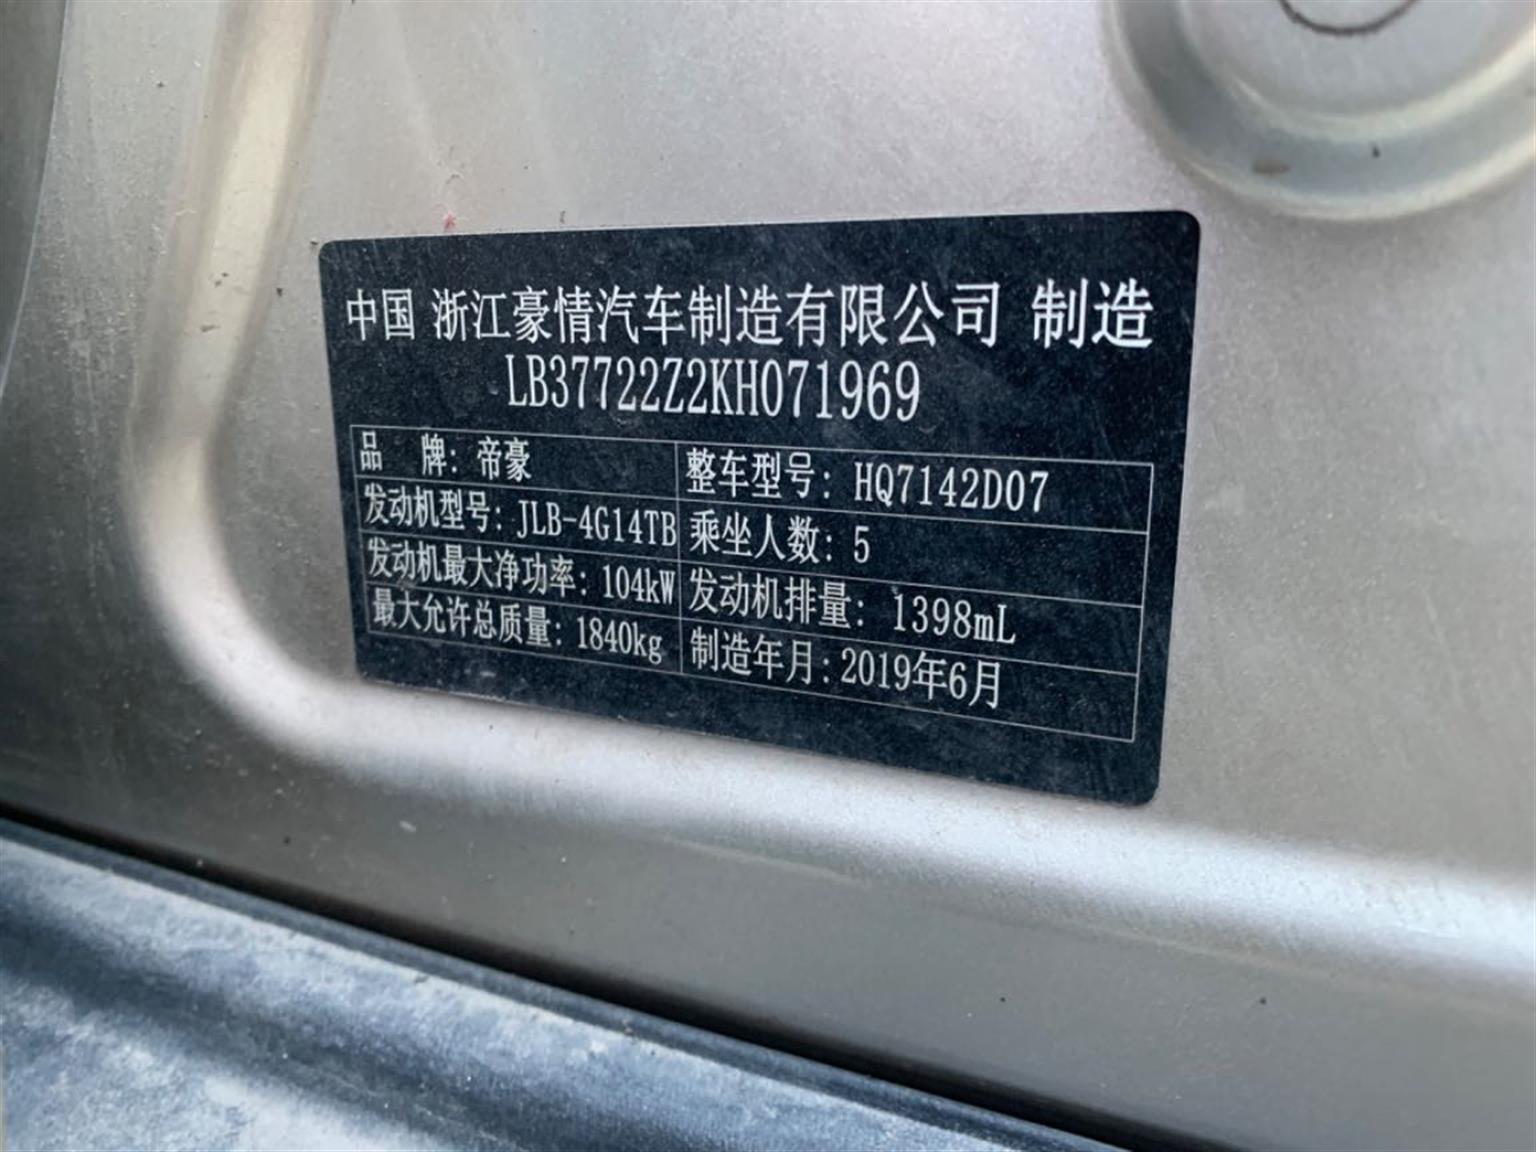 中国 浙江豪情汽车制造有限公司 制造
LB37722Z2KH071969
品 牌: 帝豪 整车型号: HQ7142D07
发动机型号: JLB-4G14TB 乘坐人数: 5
发动机最大净功率: 104kW 发动机排量: 1398mL
最大允许总质量: 1840kg 制造年月: 2019年6月